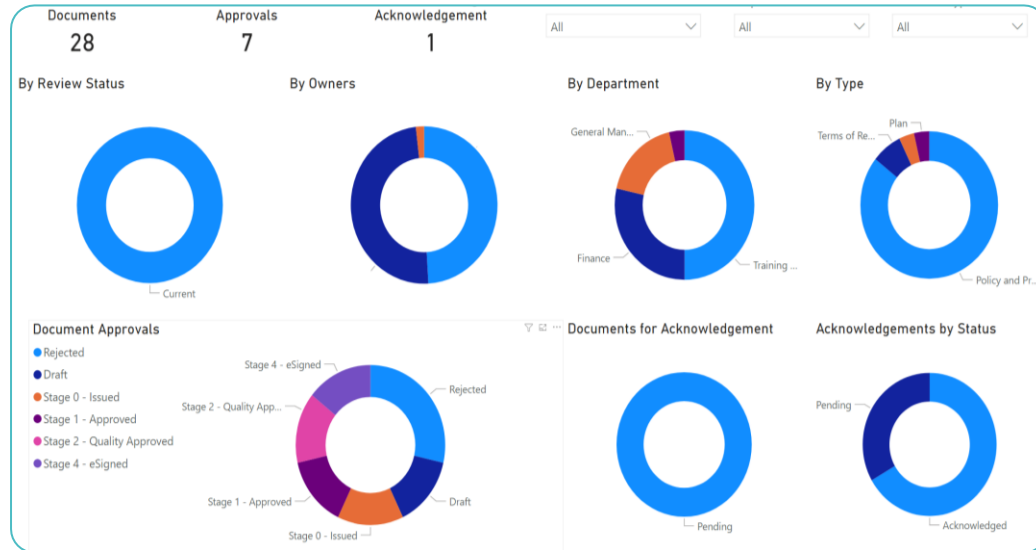 Documents
28
Approvals
7
Acknowledgement
1
All
All
All
By Review Status
By Owners
By Department
By Type
Current
General Man...
Finance
Training ...
Plan
Terms of Re...
Policy and Pr...
Document Approvals
Rejected
Draft
Stage 0 - Issued
Stage 1 - Approved
Stage 2 - Quality Approved
Stage 4 - eSigned
Stage 4 - eSigned
Rejected
Stage 2 - Quality App...
Stage 1 - Approved
Draft
Stage 0 - Issued
Documents for Acknowledgement
Pending
Acknowledgements by Status
Pending
Acknowledged